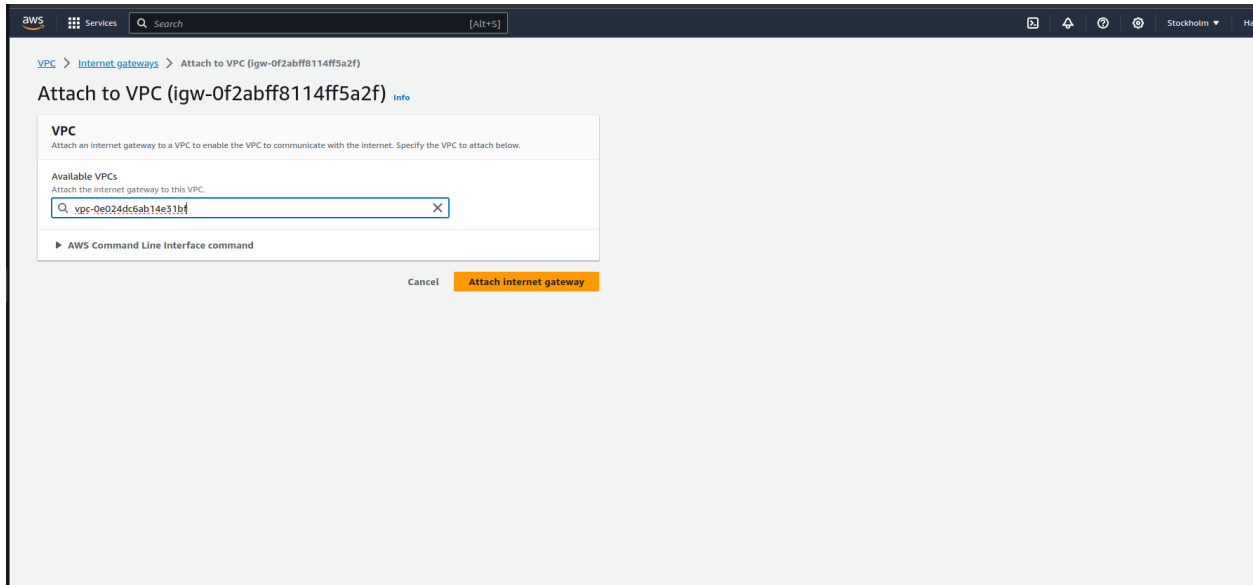 aws Services Search [Alt+S] Stockholm
VPC > Internet gateways > Attach to VPC (igw-0f2abff8114ff5a2f)
Attach to VPC (igw-0f2abff8114ff5a2f) Info
VPC
Attach an internet gateway to a VPC to enable the VPC to communicate with the internet. Specify the VPC to attach below.
Available VPCs
Attach the internet gateway to this VPC.
vpc-0e024dc6ab14e31bf
AWS Command Line Interface command
Cancel Attach internet gateway